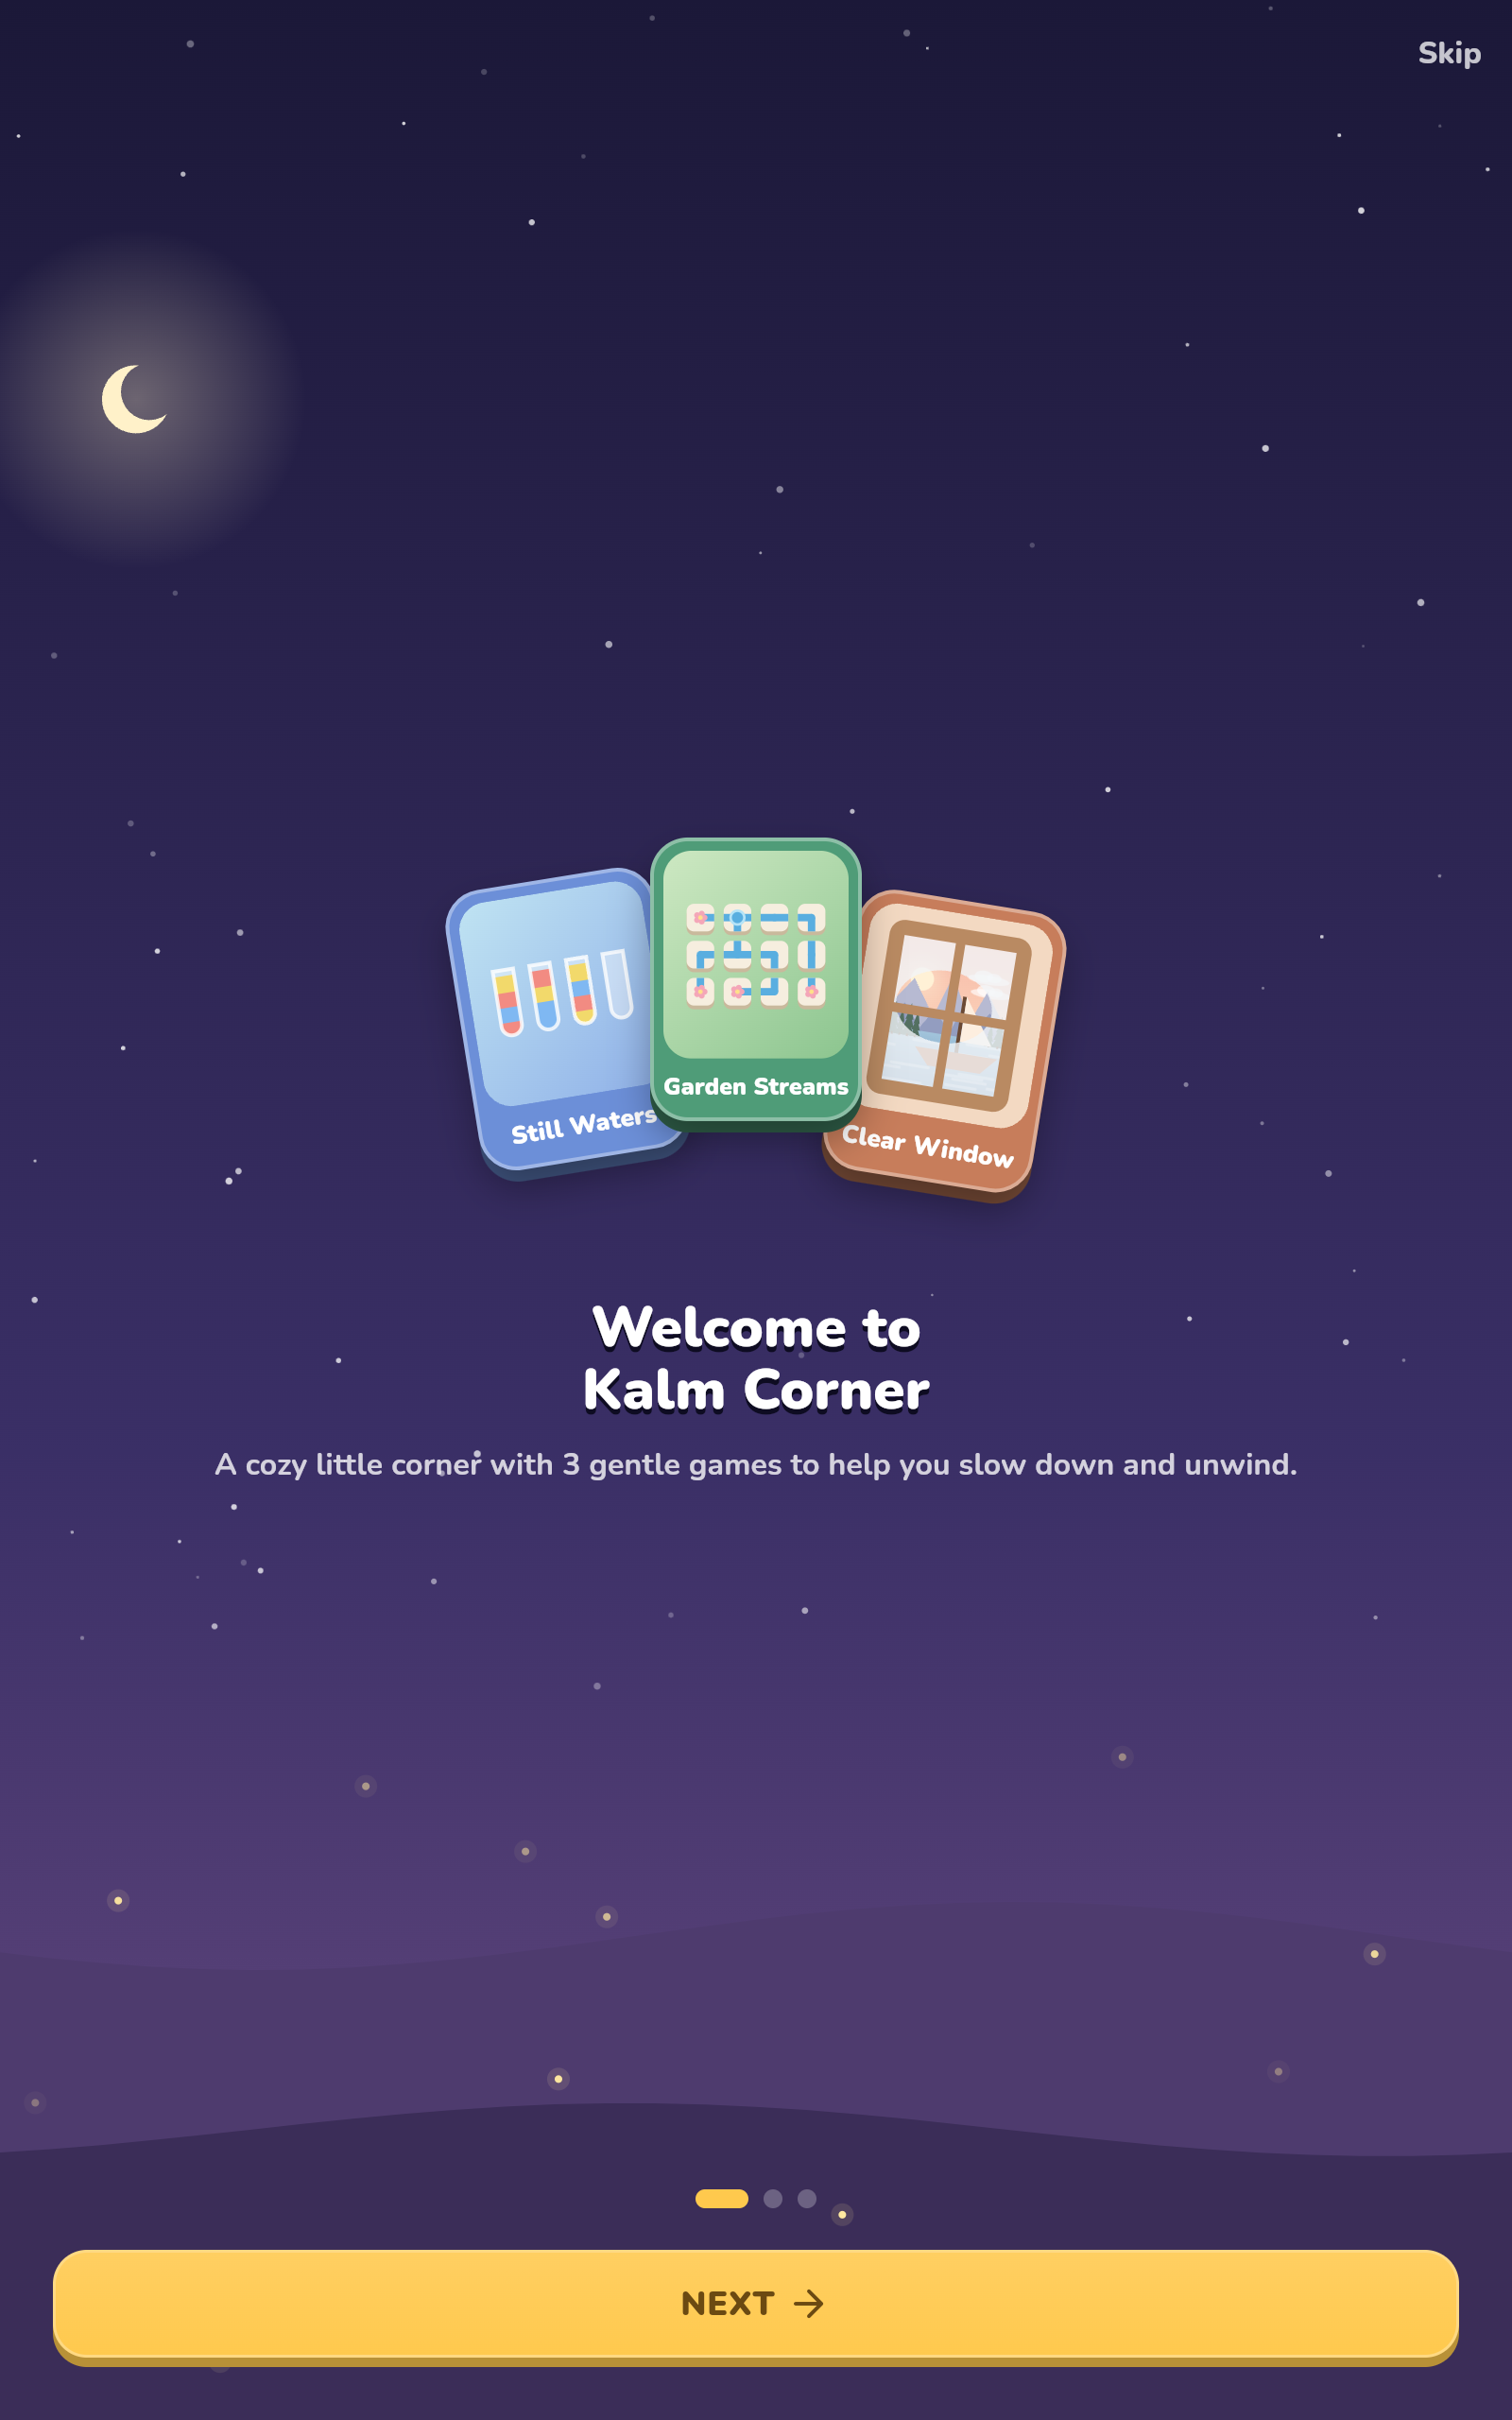 Skip
Still Waters
Garden Streams
Clear Window
Welcome to
Kalm Corner
A cozy little corner with 3 gentle games to help you slow down and unwind.
NEXT